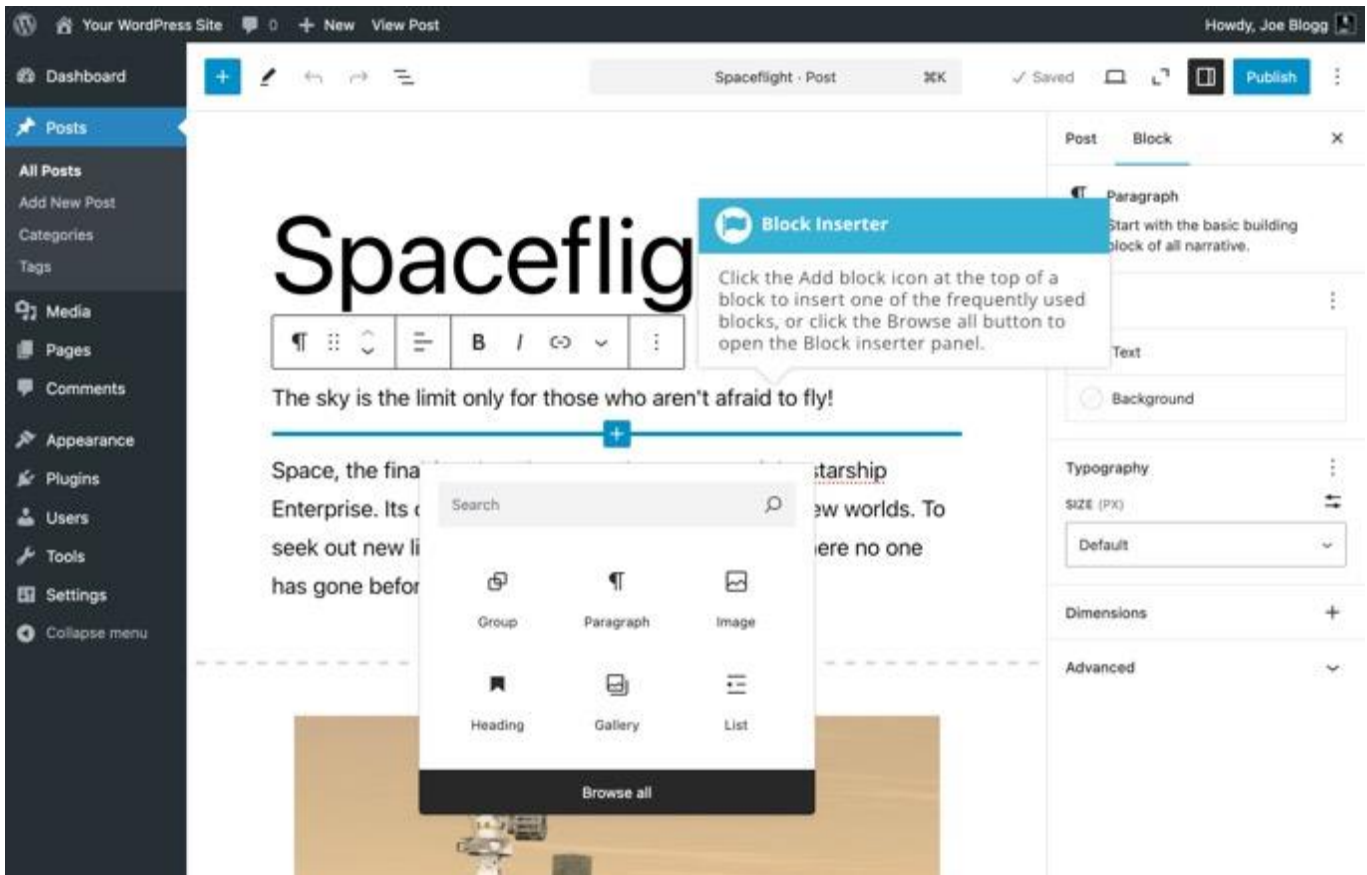 Your WordPress Site 0 + New View Post Howdy, Joe Blogg
Dashboard
Posts
All Posts
Add New Post
Categories
Tags
Media
Pages
Comments
Appearance
Plugins
Users
Tools
Settings
Collapse menu
Spaceflight · Post ⌘K Saved Publish
Spaceflig
B I
The sky is the limit only for those who aren't afraid to fly!
Space, the fina starship
Enterprise. Its ew worlds. To
seek out new li ere no one
has gone befor
Block Inserter
Click the Add block icon at the top of a
block to insert one of the frequently used
blocks, or click the Browse all button to
open the Block inserter panel.
Search
Group Paragraph Image
Heading Gallery List
Browse all
Post Block
Paragraph
Start with the basic building
block of all narrative.
Text
Background
Typography
SIZE (PX)
Default
Dimensions
Advanced